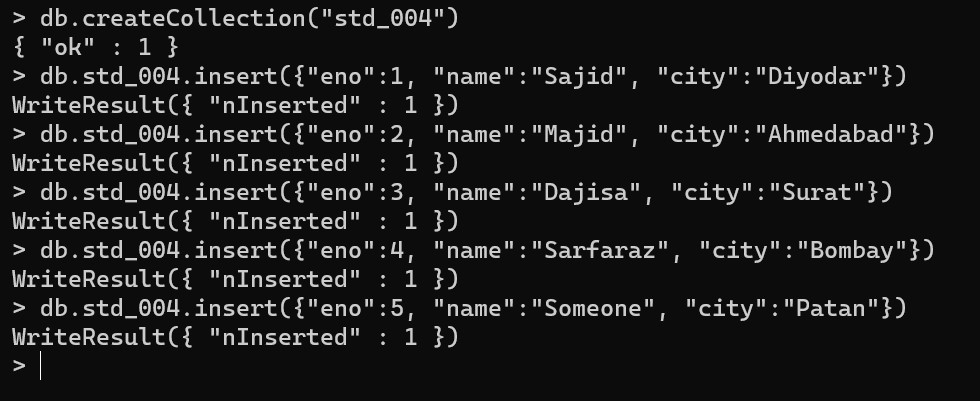 > db.createCollection("std_004")
{ "ok" : 1 }
> db.std_004.insert({"eno":1, "name":"Sajid", "city":"Diyodar"})
WriteResult({ "nInserted" : 1 })
> db.std_004.insert({"eno":2, "name":"Majid", "city":"Ahmedabad"})
WriteResult({ "nInserted" : 1 })
> db.std_004.insert({"eno":3, "name":"Dajisa", "city":"Surat"})
WriteResult({ "nInserted" : 1 })
> db.std_004.insert({"eno":4, "name":"Sarfaraz", "city":"Bombay"})
WriteResult({ "nInserted" : 1 })
> db.std_004.insert({"eno":5, "name":"Someone", "city":"Patan"})
WriteResult({ "nInserted" : 1 })
>